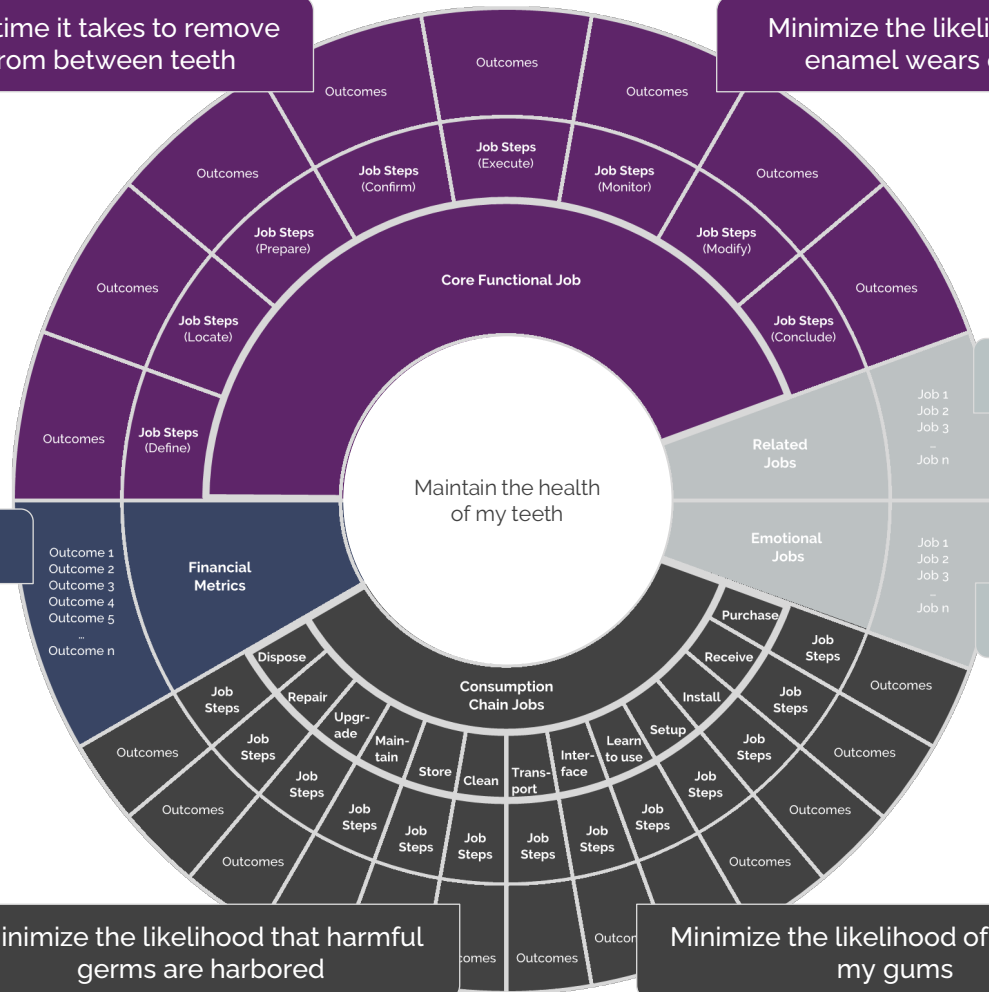 time it takes to remove
from between teeth
Minimize the
enamel wears
Outcomes
Outcomes
Outcomes
Outcomes
Outcomes
Outcomes
Outcomes
Outcomes
Job Steps
(Execute)
Job Steps
(Confirm)
Job Steps
(Monitor)
Job Steps
(Prepare)
Job Steps
(Modify)
Job Steps
(Locate)
Job Steps
(Conclude)
Outcomes
Job Steps
(Define)
Core Functional Job
Maintain the health
of my teeth
Related
Jobs
Job 1
Job 2
Job 3
...
Job n
Emotional
Jobs
Job 1
Job 2
Job 3
...
Job n
Financial
Metrics
Outcome 1
Outcome 2
Outcome 3
Outcome 4
Outcome 5
...
Outcome n
Consumption
Chain Jobs
Dispose
Repair
Upgr-
ade
Main-
tain
Store
Clean
Trans-
port
Inter-
face
Learn
to use
Setup
Install
Receive
Purchase
Job
Steps
Job
Steps
Job
Steps
Job
Steps
Job
Steps
Job
Steps
Job
Steps
Job
Steps
Job
Steps
Job
Steps
Job
Steps
Job
Steps
Job
Steps
Outcomes
Outcomes
Outcomes
Outcomes
Outcomes
Outcomes
Outcomes
Outcomes
the likelihood that harmful
germs are harbored
Minimize the likelihood of
my gums